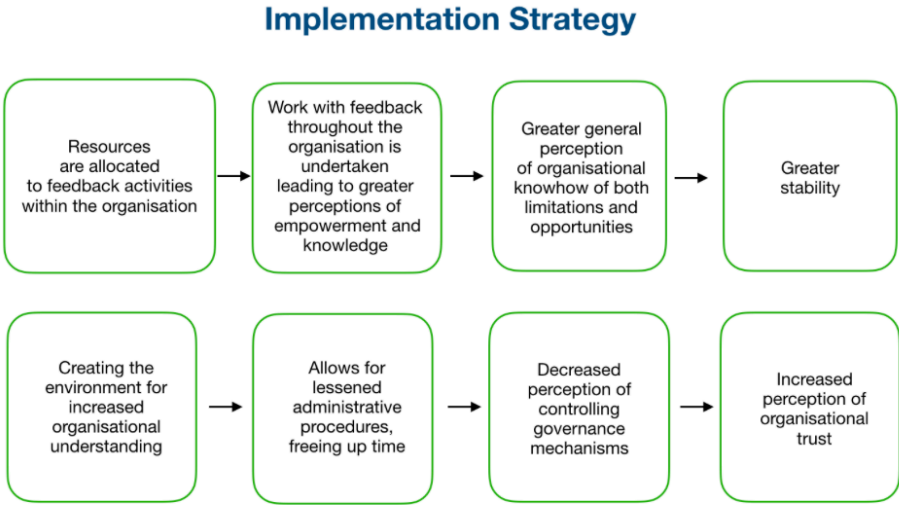 Implementation Strategy
Resources
are allocated
to feedback activities
within the organisation
Work with feedback
throughout the
organisation is
undertaken
leading to greater
perceptions of
empowerment and
knowledge
Greater general
perception
of organisational
knowhow of both
limitations and
opportunities
Greater
stability
Creating the
environment for
increased
organisational
understanding
Allows for
lessened
administrative
procedures,
freeing up time
Decreased
perception of
controlling
governance
mechanisms
Increased
perception of
organisational
trust